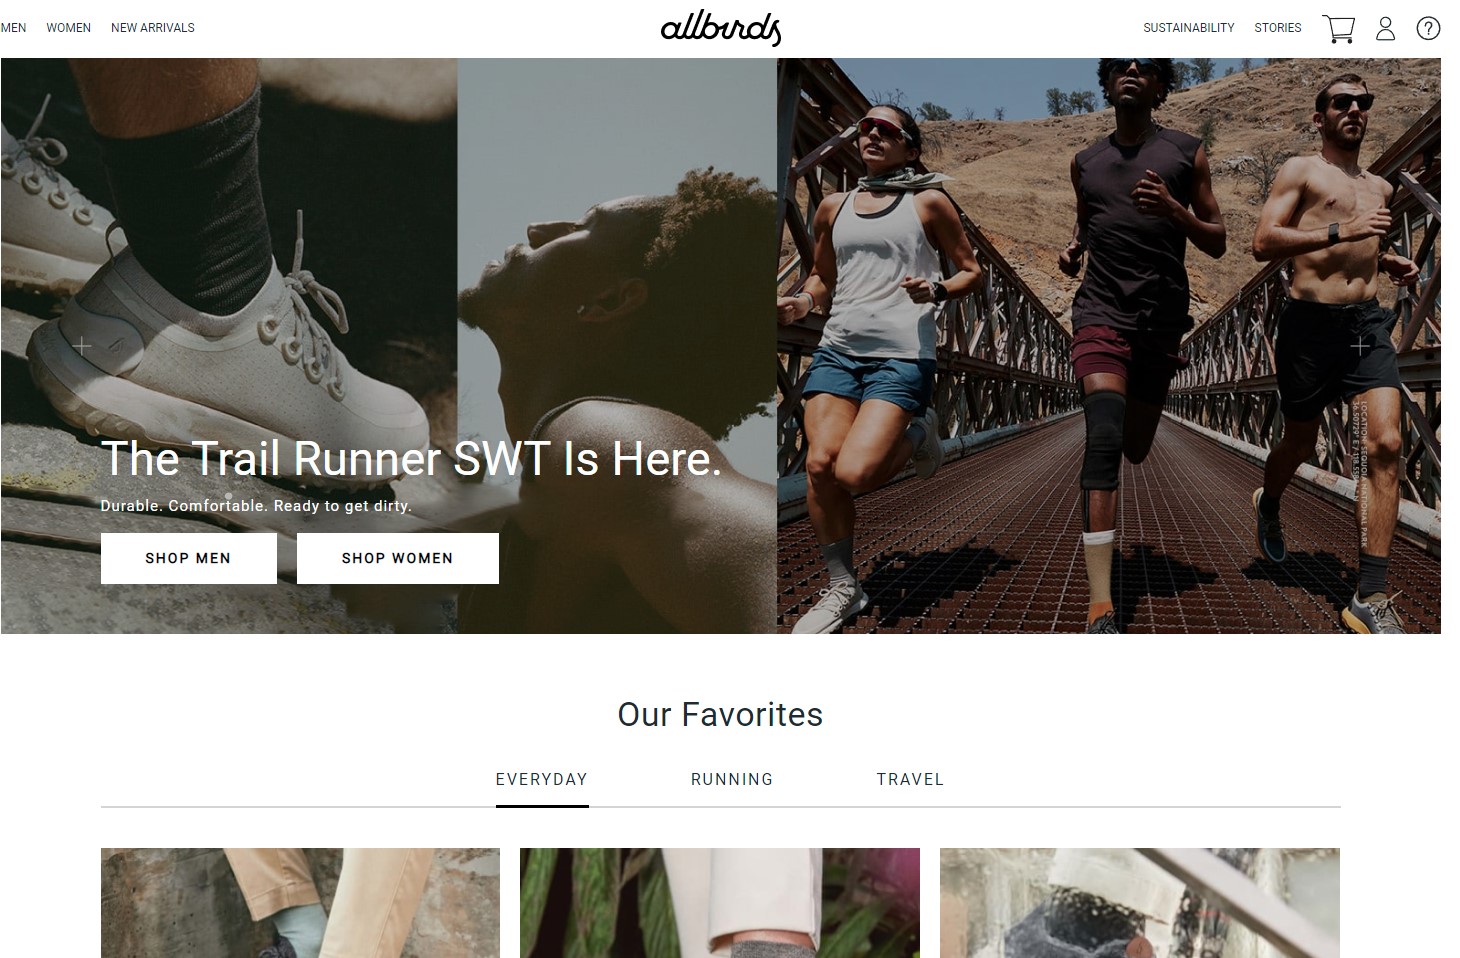 MEN WOMEN NEW ARRIVALS
allbirds
SUSTAINABILITY STORIES
The Trail Runner SWT Is Here.
Durable. Comfortable. Ready to get dirty.
SHOP MEN SHOP WOMEN
LOCATION: SEQUOIA NATIONAL PARK
Our Favorites
EVERYDAY RUNNING TRAVEL